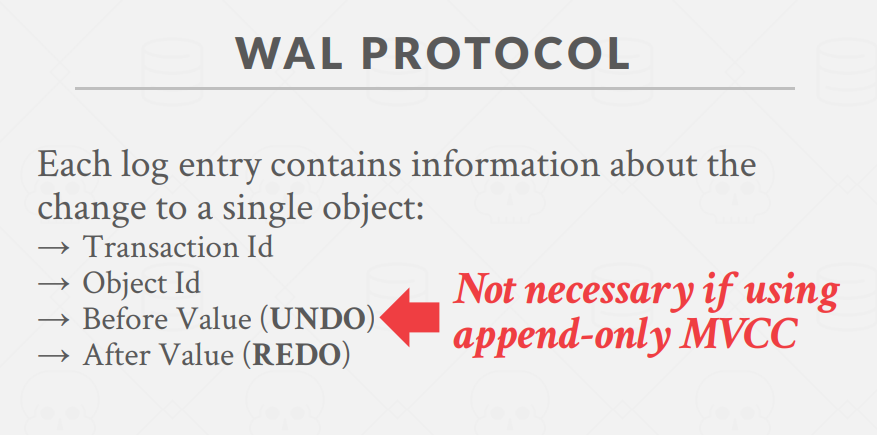 WAL PROTOCOL
Each log entry contains information about the
change to a single object:
→ Transaction Id
→ Object Id
→ Before Value (UNDO)
→ After Value (REDO)
Not necessary if using
append-only MVCC